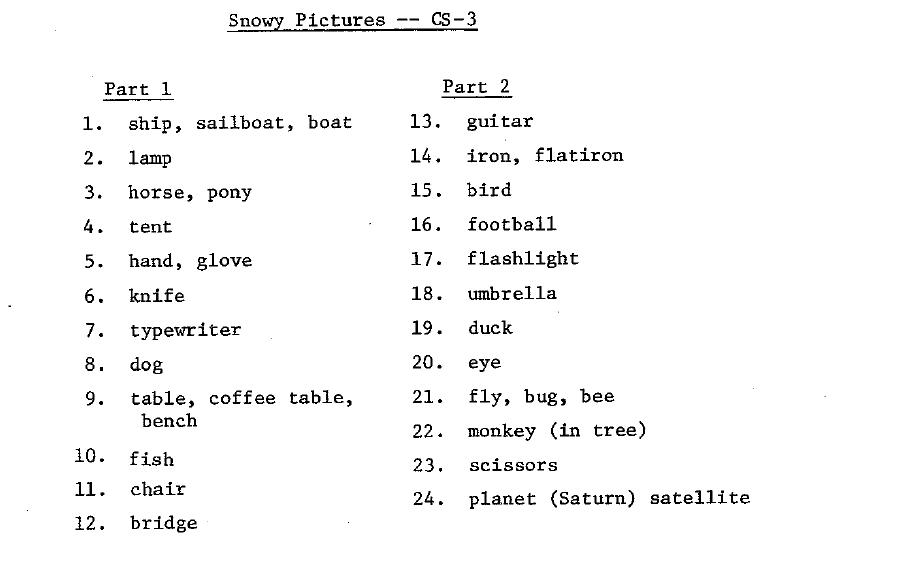 Snowy Pictures -- CS-3
Part 1
1. ship, sailboat, boat
2. lamp
3. horse, pony
4. tent
5. hand, glove
6. knife
7. typewriter
8. dog
9. table, coffee table,
bench
10. fish
11. chair
12. bridge
Part 2
13. guitar
14. iron, flatiron
15. bird
16. football
17. flashlight
18. umbrella
19. duck
20. eye
21. fly, bug, bee
22. monkey (in tree)
23. scissors
24. planet (Saturn) satellite